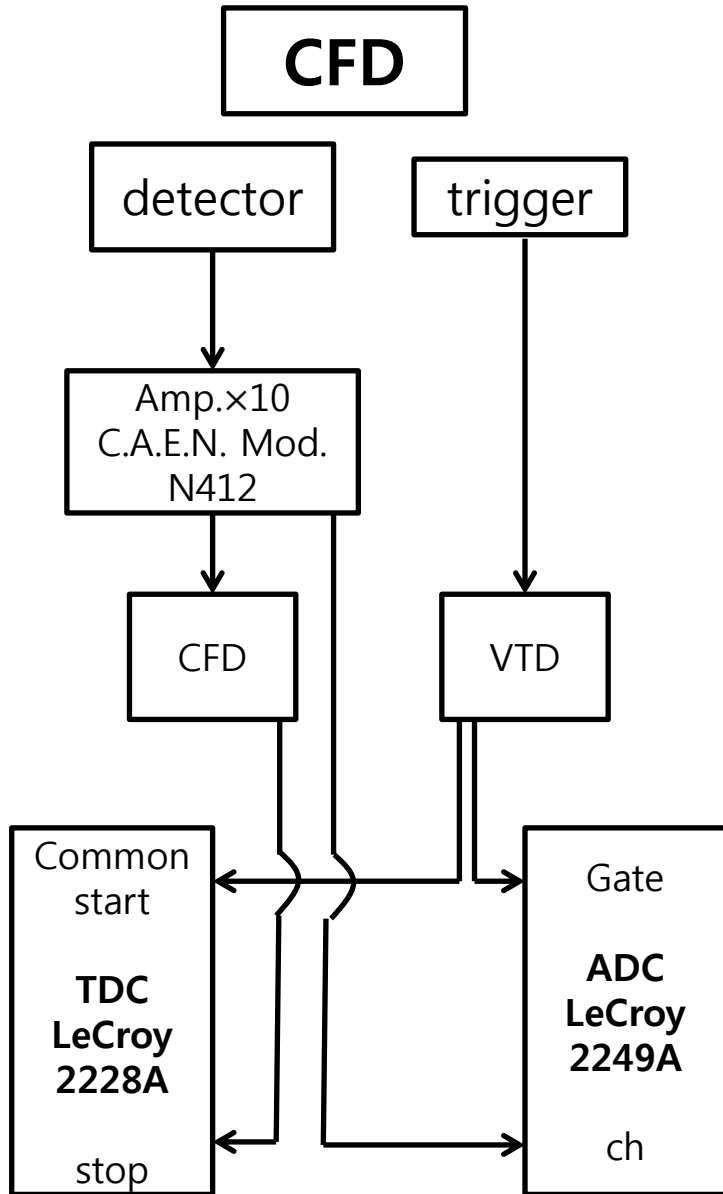 CFD
detector
trigger
Amp.×10
C.A.E.N. Mod.
N412
CFD
VTD
Common
start
TDC
LeCroy
2228A
stop
Gate
ADC
LeCroy
2249A
ch